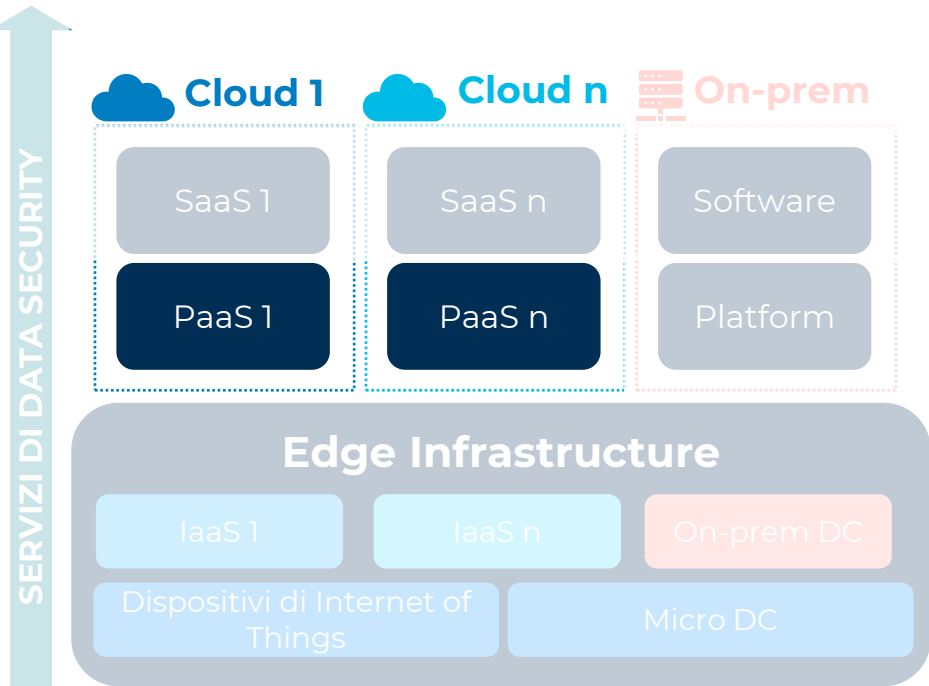 SERVIZI DI DATA SECURITY
Cloud 1
Cloud n
On-prem
SaaS 1
SaaS n
Software
PaaS 1
PaaS n
Platform
Edge Infrastructure
IaaS 1
IaaS n
On-prem DC
Dispositivi di Internet of
Things
Micro DC